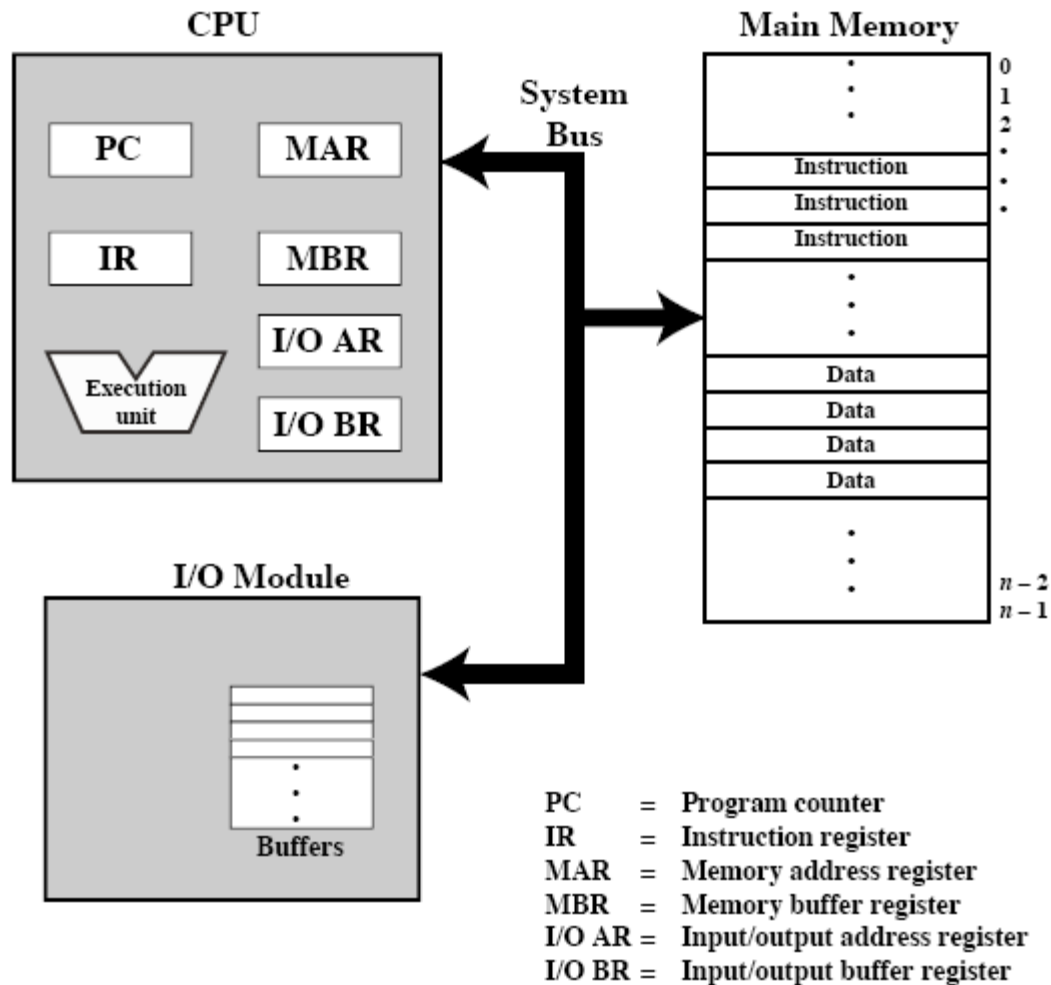 CPU
PC
MAR
IR
MBR
Execution
unit
I/O AR
I/O BR
System
Bus
Main Memory
0
1
2
Instruction
Instruction
Instruction
Data
Data
Data
Data
n – 2
n – 1
I/O Module
Buffers
PC = Program counter
IR = Instruction register
MAR = Memory address register
MBR = Memory buffer register
I/O AR = Input/output address register
I/O BR = Input/output buffer register